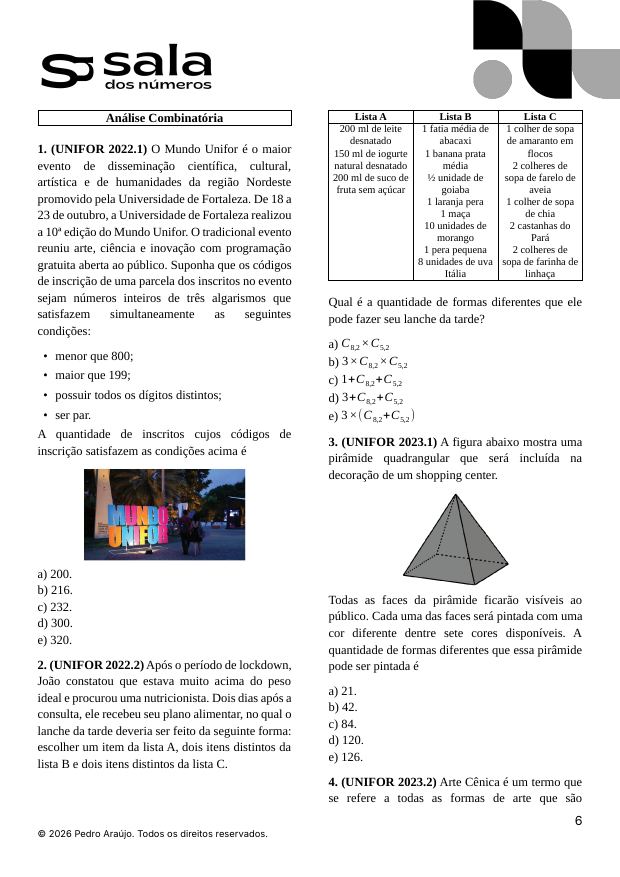 sala
dos números
Análise Combinatória
1. (UNIFOR 2022.1) O Mundo Unifor é o maior
evento de disseminação científica, cultural,
artística e de humanidades da região Nordeste
promovido pela Universidade de Fortaleza. De 18 a
23 de outubro, a Universidade de Fortaleza realizou
a 10ª edição do Mundo Unifor. O tradicional evento
reuniu arte, ciência e inovação com programação
gratuita aberta ao público. Suponha que os códigos
de inscrição de uma parcela dos inscritos no evento
sejam números inteiros de três algarismos que
satisfazem simultaneamente as seguintes
condições:
• menor que 800;
• maior que 199;
• possuir todos os dígitos distintos;
• ser par.
A quantidade de inscritos cujos códigos de
inscrição satisfazem as condições acima é
MUNDO
UNIFOR
a) 200.
b) 216.
c) 232.
d) 300.
e) 320.
2. (UNIFOR 2022.2) Após o período de lockdown,
João constatou que estava muito acima do peso
ideal e procurou uma nutricionista. Dois dias após a
consulta, ele recebeu seu plano alimentar, no qual o
lanche da tarde deveria ser feito da seguinte forma:
escolher um item da lista A, dois itens distintos da
lista B e dois itens distintos da lista C.
Lista A
200 ml de leite
desnatado
150 ml de iogurte
natural desnatado
200 ml de suco de
fruta sem açúcar
Lista B
1 fatia média de
abacaxi
1 banana prata
média
½ unidade de
goiaba
1 laranja pera
1 maça
10 unidades de
morango
1 pera pequena
8 unidades de uva
Itália
Lista C
1 colher de sopa
de amaranto em
flocos
2 colheres de
sopa de farelo de
aveia
1 colher de sopa
de chia
2 castanhas do
Pará
2 colheres de
sopa de farinha de
linhaça
Qual é a quantidade de formas diferentes que ele
pode fazer seu lanche da tarde?
a) C8,2 × C5,2
b) 3 × C8,2 × C5,2
c) 1 + C8,2 + C5,2
d) 3 + C8,2 + C5,2
e) 3 × (C8,2 + C5,2)
3. (UNIFOR 2023.1) A figura abaixo mostra uma
pirâmide quadrangular que será incluída na
decoração de um shopping center.
Todas as faces da pirâmide ficarão visíveis ao
público. Cada uma das faces será pintada com uma
cor diferente dentre sete cores disponíveis. A
quantidade de formas diferentes que essa pirâmide
pode ser pintada é
a) 21.
b) 42.
c) 84.
d) 120.
e) 126.
4. (UNIFOR 2023.2) Arte Cênica é um termo que
se refere a todas as formas de arte que são
6
© 2026 Pedro Araújo. Todos os direitos reservados.